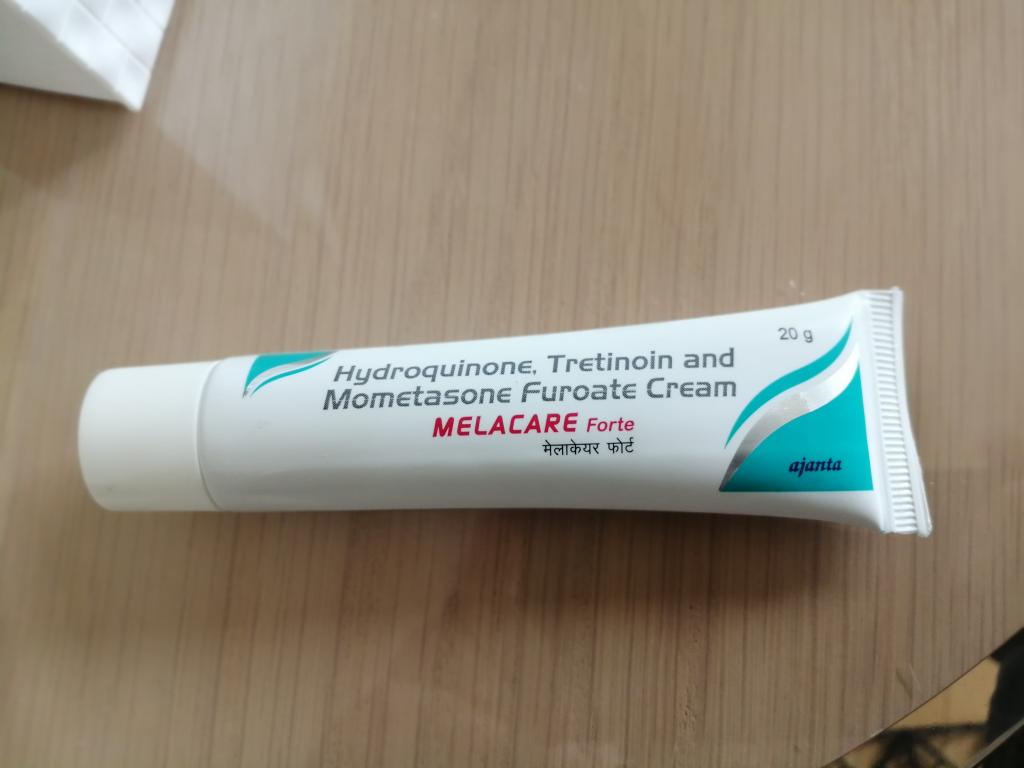 20 g
Hydroquinone, Tretinoin and
Mometasone Furoate Cream
MELACARE Forte
मेलाकेयर फोर्ट
ajanta